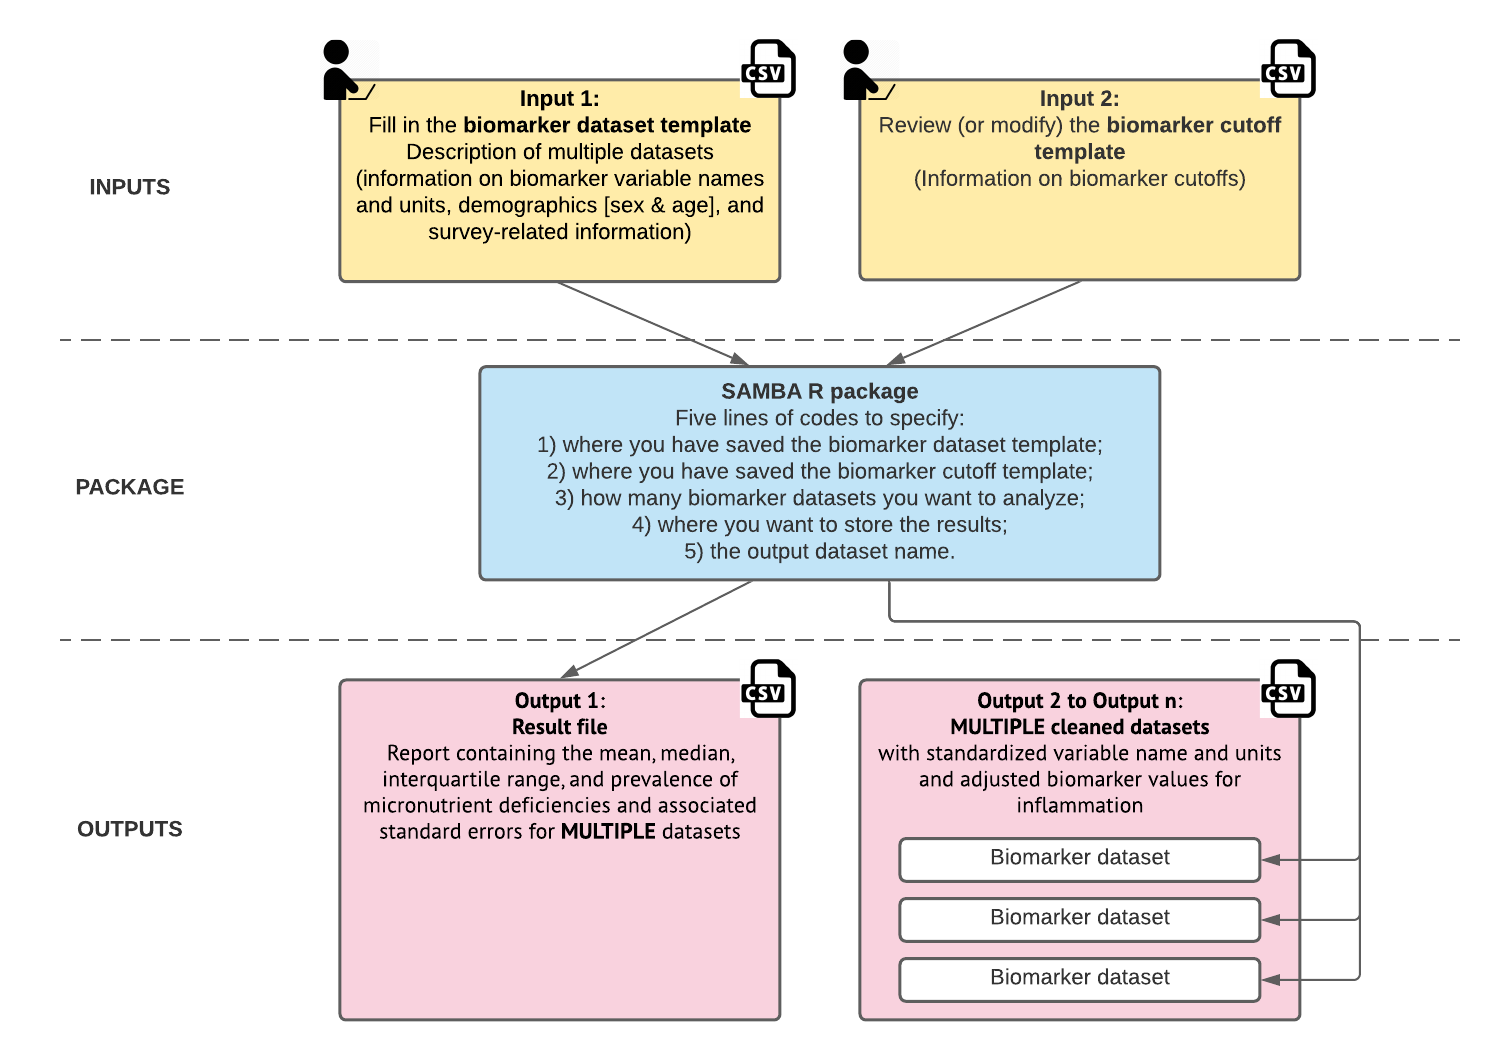 CSV
Input 1:
Fill in the biomarker dataset template
Description of multiple datasets
(information on biomarker variable names
and units, demographics [sex & age], and
survey-related information)
CSV
Input 2:
Review (or modify) the biomarker cutoff
template
(Information on biomarker cutoffs)
INPUTS
SAMBA R package
Five lines of codes to specify:
1) where you have saved the biomarker dataset template;
2) where you have saved the biomarker cutoff template;
3) how many biomarker datasets you want to analyze;
4) where you want to store the results;
5) the output dataset name.
PACKAGE
CSV
Output 1:
Result file
Report containing the mean, median,
interquartile range, and prevalence of
micronutrient deficiencies and associated
standard errors for MULTIPLE datasets
CSV
Output 2 to Output n:
MULTIPLE cleaned datasets
with standardized variable name and units
and adjusted biomarker values for
inflammation
Biomarker dataset
Biomarker dataset
Biomarker dataset
OUTPUTS